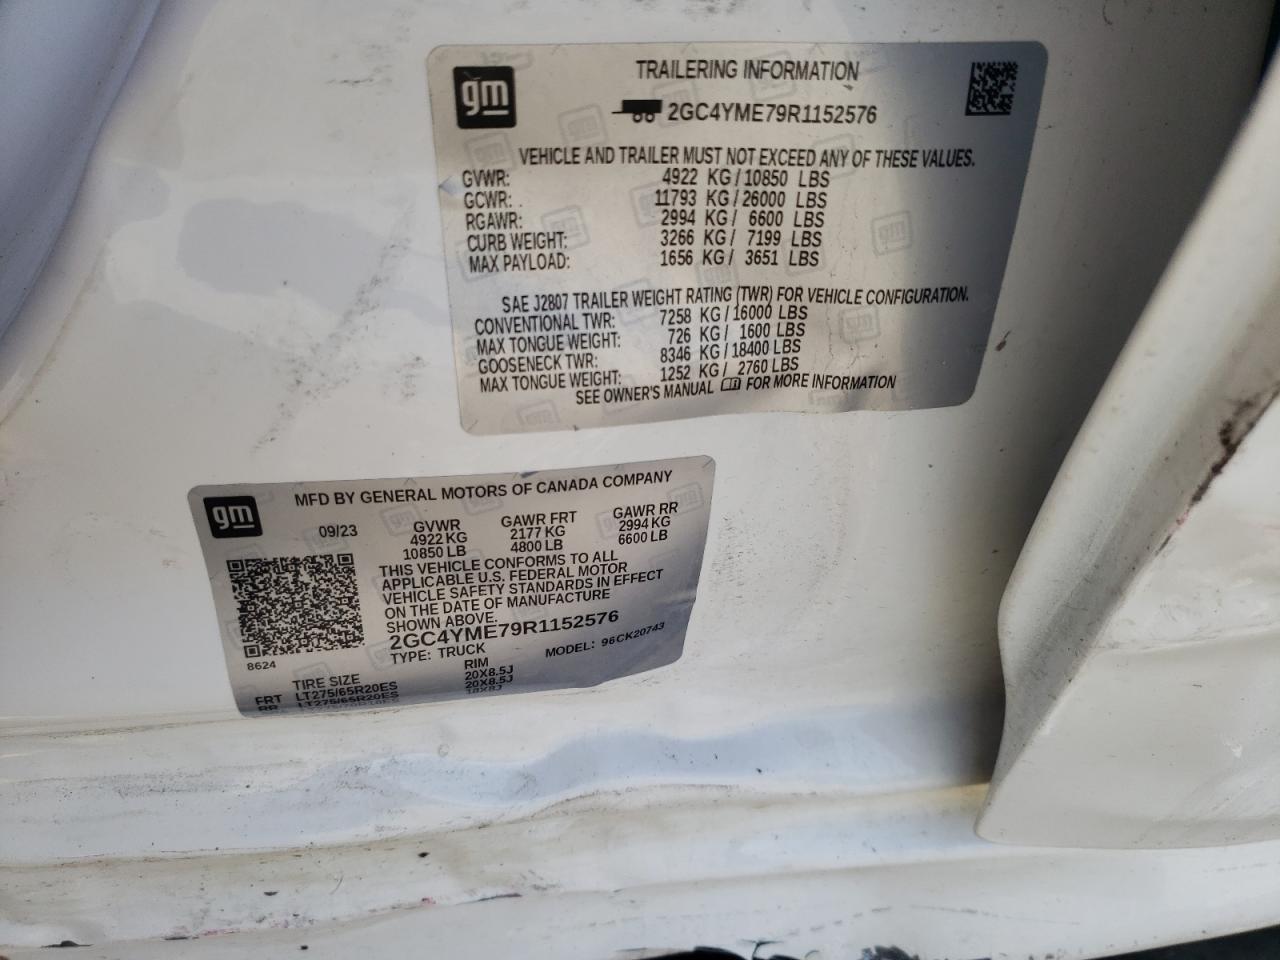 gm
TRAILERING INFORMATION
2GC4YME79R1152576
VEHICLE AND TRAILER MUST NOT EXCEED ANY OF THESE VALUES.
GVWR: 4922 KG/10850 LBS
GCWR: 11793 KG/26000 LBS
RGAWR: 2994 KG/ 6600 LBS
CURB WEIGHT: 3266 KG/ 7199 LBS
MAX PAYLOAD: 1656 KG/ 3651 LBS
SAE J2807 TRAILER WEIGHT RATING (TWR) FOR VEHICLE CONFIGURATION.
CONVENTIONAL TWR: 7258 KG/16000 LBS
MAX TONGUE WEIGHT: 726 KG/ 1600 LBS
GOOSENECK TWR: 8346 KG/18400 LBS
MAX TONGUE WEIGHT: 1252 KG/ 2760 LBS
SEE OWNER'S MANUAL FOR MORE INFORMATION
gm
MFD BY GENERAL MOTORS OF CANADA COMPANY
09/23 GVWR GAWR FRT GAWR RR
4922 KG 2177 KG 2994 KG
10850 LB 4800 LB 6600 LB
THIS VEHICLE CONFORMS TO ALL
APPLICABLE U.S. FEDERAL MOTOR
VEHICLE SAFETY STANDARDS IN EFFECT
ON THE DATE OF MANUFACTURE
SHOWN ABOVE.
2GC4YME79R1152576
8624 TYPE: TRUCK MODEL: 96CK20743
TIRE SIZE RIM
FRT LT275/65R20ES 20X8.5J
RR LT275/65R20ES 20X8.5J
18X8J